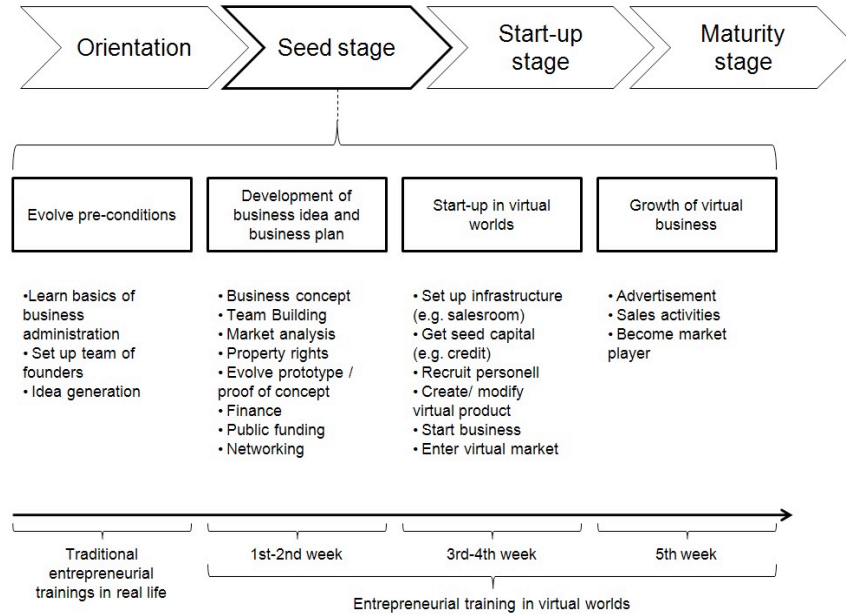 Orientation
Seed stage
Start-up
stage
Maturity
stage
Evolve pre-conditions
Development of
business idea and
business plan
Start-up in virtual
worlds
Growth of virtual
business
•Learn basics of
business
administration
• Set up team of
founders
• Idea generation
• Business concept
• Team Building
• Market analysis
• Property rights
• Evolve prototype /
proof of concept
• Finance
• Public funding
• Networking
• Set up infrastructure
(e.g. salesroom)
• Get seed capital
(e.g. credit)
• Recruit personell
• Create/ modify
virtual product
• Start business
• Enter virtual market
• Advertisement
• Sales activities
• Become market
player
Traditional
entrepreneurial
trainings in real life
1st-2nd week
3rd-4th week
5th week
Entrepreneurial training in virtual worlds